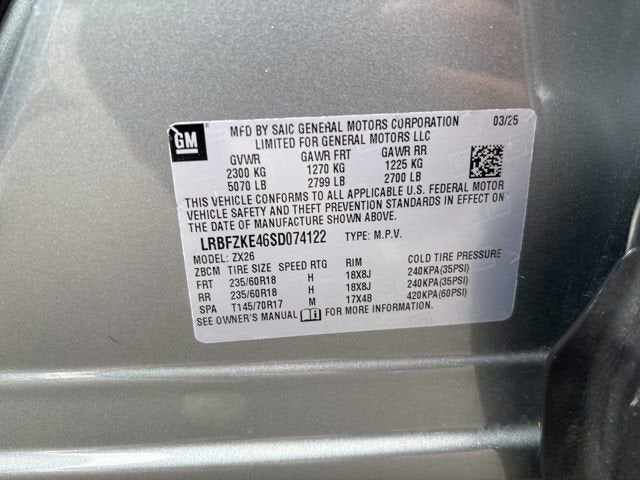 GM
MFD BY SAIC GENERAL MOTORS CORPORATION 03/25
LIMITED FOR GENERAL MOTORS LLC
GVWR GAWR FRT GAWR RR
2300 KG 1270 KG 1225 KG
5070 LB 2799 LB 2700 LB
THIS VEHICLE CONFORMS TO ALL APPLICABLE U.S. FEDERAL MOTOR
VEHICLE SAFETY AND THEFT PREVENTION STANDARDS IN EFFECT ON
THE DATE OF MANUFACTURE SHOWN ABOVE.
LRBFZKE46SD074122 TYPE: M.P.V.
MODEL: ZX26
ZBCM TIRE SIZE SPEED RTG RIM COLD TIRE PRESSURE
FRT 235/60R18 H 18X8J 240KPA(35PSI)
RR 235/60R18 H 18X8J 240KPA(35PSI)
SPA T145/70R17 M 17X4B 420KPA(60PSI)
SEE OWNER'S MANUAL FOR MORE INFORMATION.